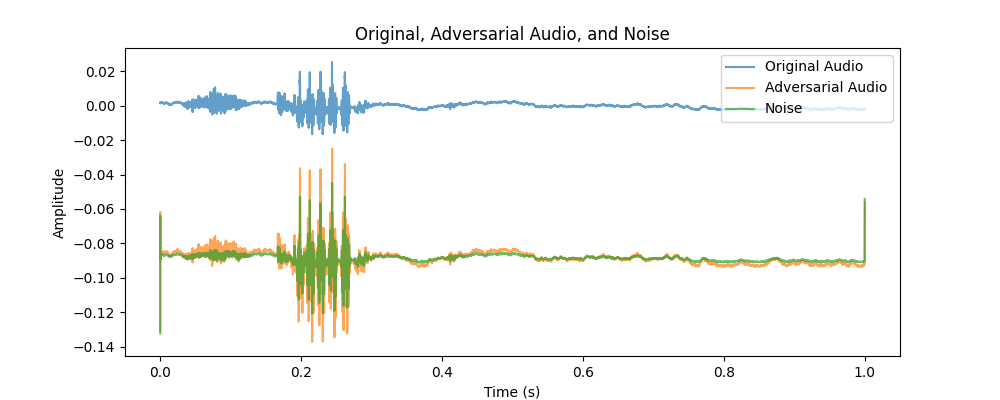 Original, Adversarial Audio, and Noise
Original Audio
Adversarial Audio
Noise
Amplitude
0.02
0.00
−0.02
−0.04
−0.06
−0.08
−0.10
−0.12
−0.14
0.0 0.2 0.4 0.6 0.8 1.0
Time (s)